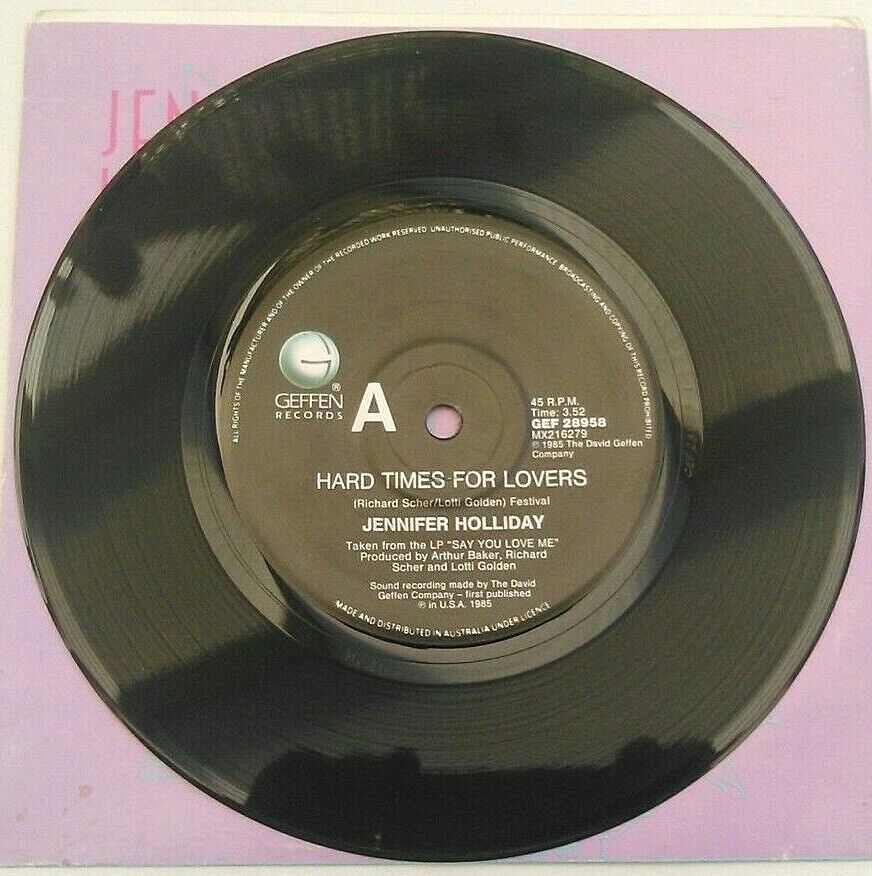 JEN
ALL RIGHTS OF THE MANUFACTURER AND OF THE OWNER OF THE RECORDED WORK RESERVED. UNAUTHORISED PUBLIC PERFORMANCE, BROADCASTING AND COPYING OF THIS RECORD PROHIBITED
G
GEFFEN®
RECORDS
A
45 R.P.M.
Time: 3.52
GEF 28958
MX216279
℗ 1985 The David Geffen
Company
HARD TIMES FOR LOVERS
(Richard Scher/Lotti Golden) Festival
JENNIFER HOLLIDAY
Taken from the LP "SAY YOU LOVE ME"
Produced by Arthur Baker, Richard
Scher and Lotti Golden
Sound recording made by The David
Geffen Company – first published
℗ in U.S.A. 1985
MADE AND DISTRIBUTED IN AUSTRALIA UNDER LICENCE